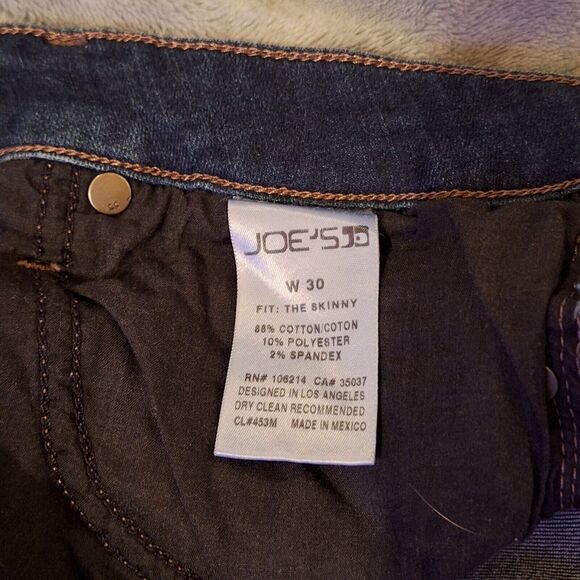 JOE'S
W 30
FIT: THE SKINNY
88% COTTON/COTON
10% POLYESTER
2% SPANDEX
RN# 106214 CA# 35037
DESIGNED IN LOS ANGELES
DRY CLEAN RECOMMENDED
CL#453M MADE IN MEXICO